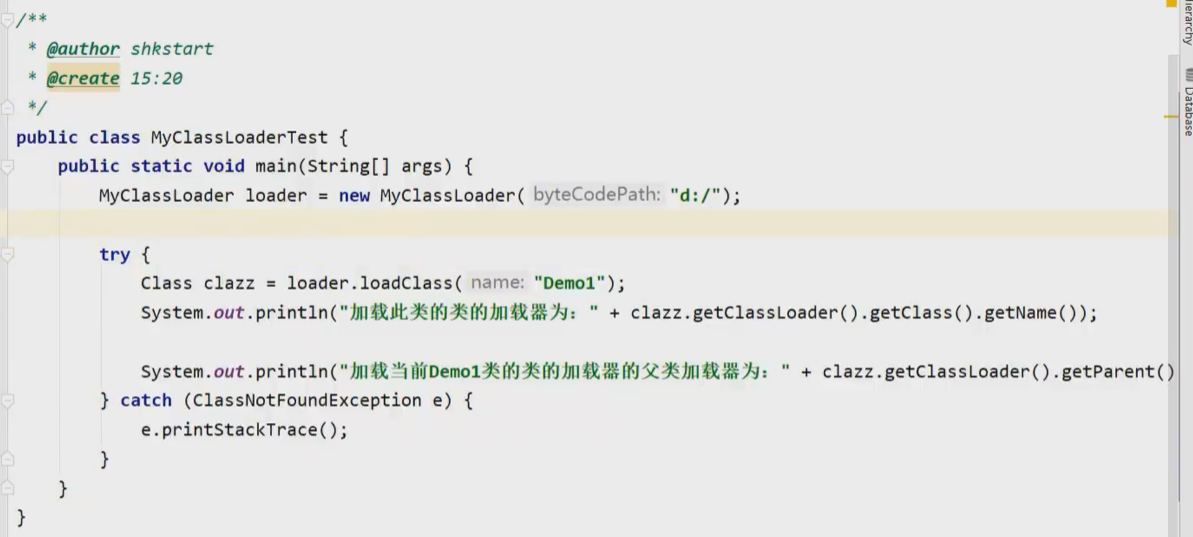 /**
 * @author shkstart
 * @create 15:20
 */
public class MyClassLoaderTest {
    public static void main(String[] args) {
        MyClassLoader loader = new MyClassLoader( byteCodePath: "d:/");

        try {
            Class clazz = loader.loadClass( name: "Demo1");
            System.out.println("加载此类的类的加载器为：" + clazz.getClassLoader().getClass().getName());

            System.out.println("加载当前Demo1类的类的加载器的父类加载器为：" + clazz.getClassLoader().getParent()
        } catch (ClassNotFoundException e) {
            e.printStackTrace();
        }
    }
}
Database